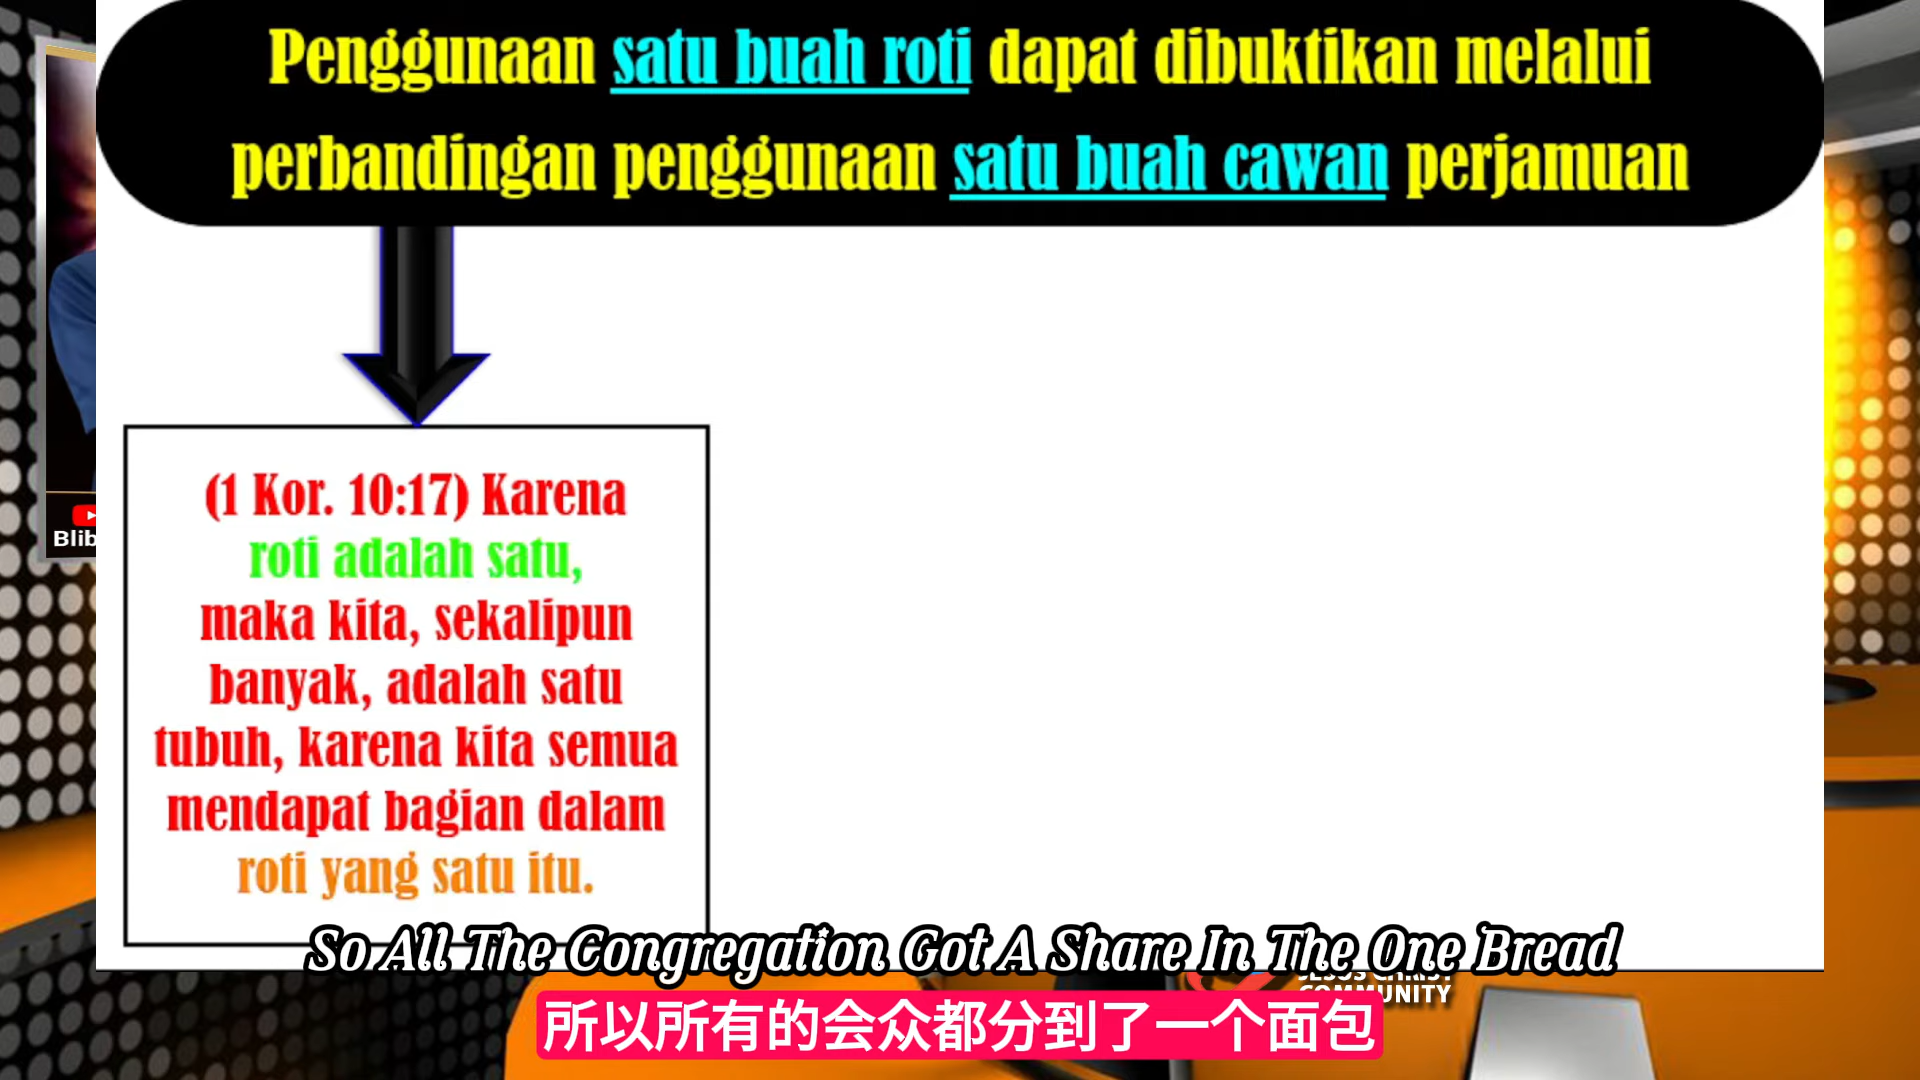 Penggunaan satu buah roti dapat dibuktikan melalui
perbandingan penggunaan satu buah cawan perjamuan
(1 Kor. 10:17) Karena
roti adalah satu,
maka kita, sekalipun
banyak, adalah satu
tubuh, karena kita semua
mendapat bagian dalam
roti yang satu itu.
Blib
So All The Congregation Got A Share In The One Bread
JESUS CHRIST
COMMUNITY
所以所有的会众都分到了一个面包